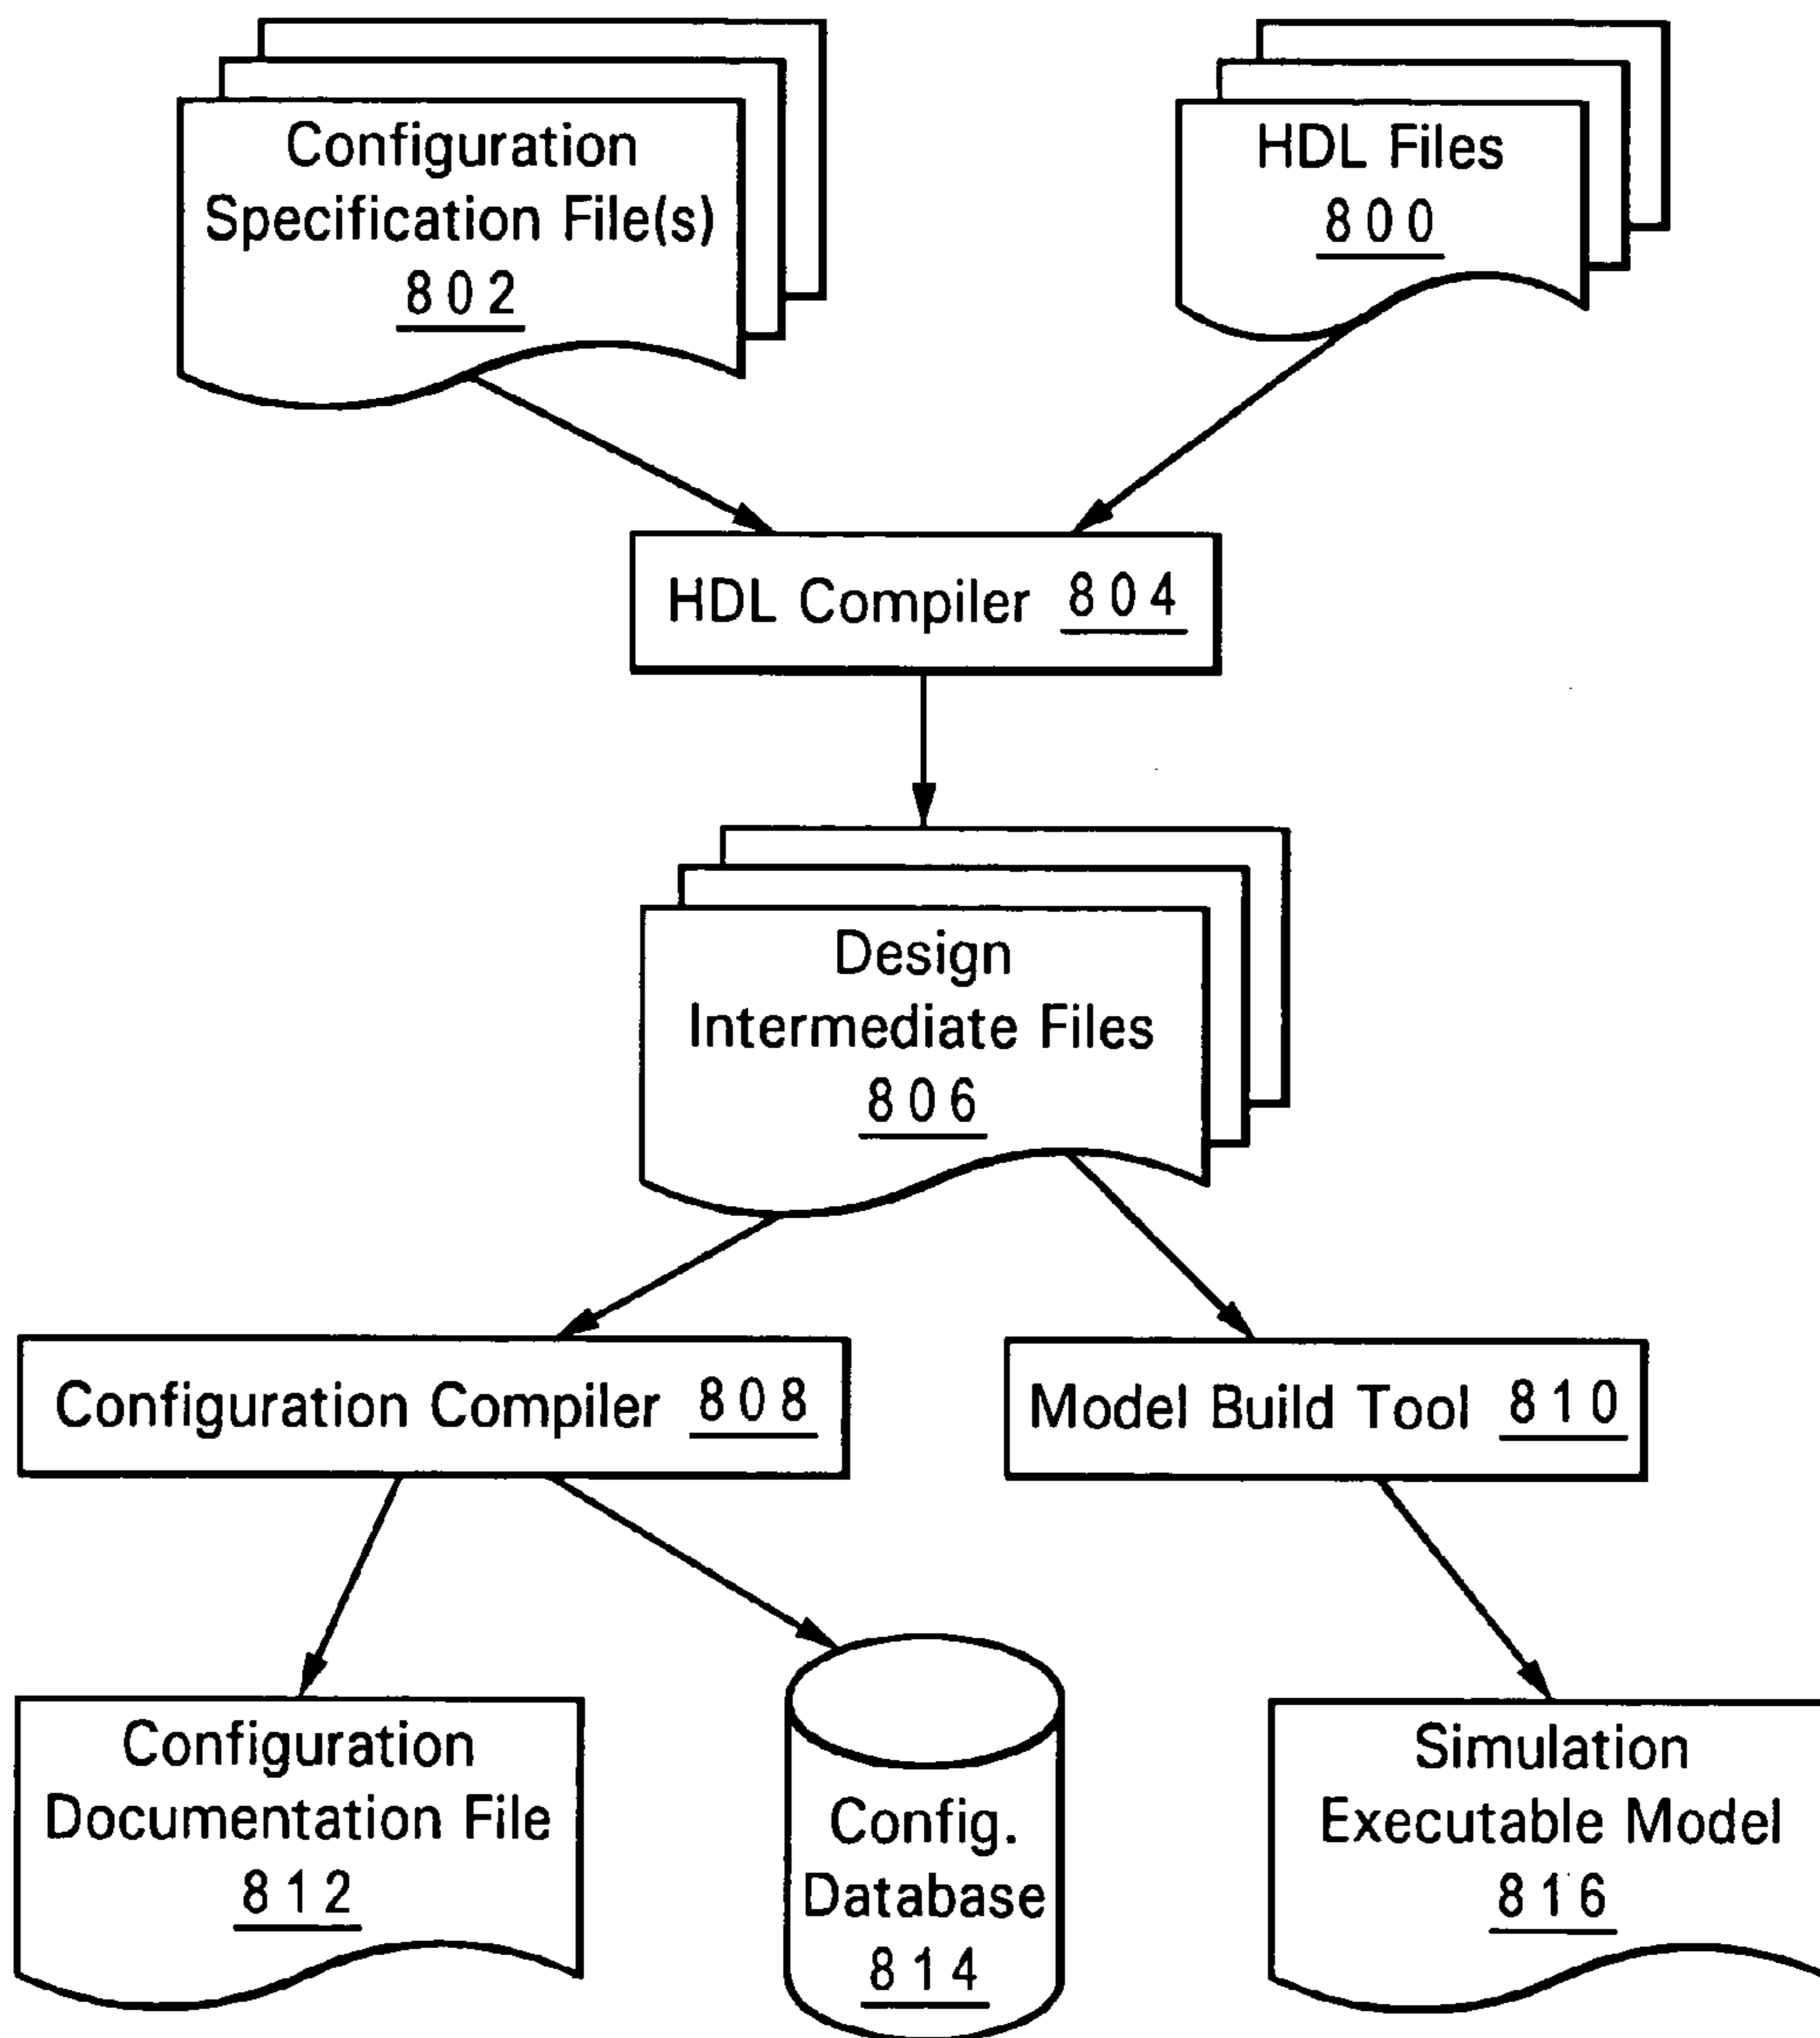 Configuration
Specification File(s)
802
HDL Files
800
HDL Compiler 804
Design
Intermediate Files
806
Configuration Compiler 808
Model Build Tool 810
Configuration
Documentation File
812
Config.
Database
814
Simulation
Executable Model
816